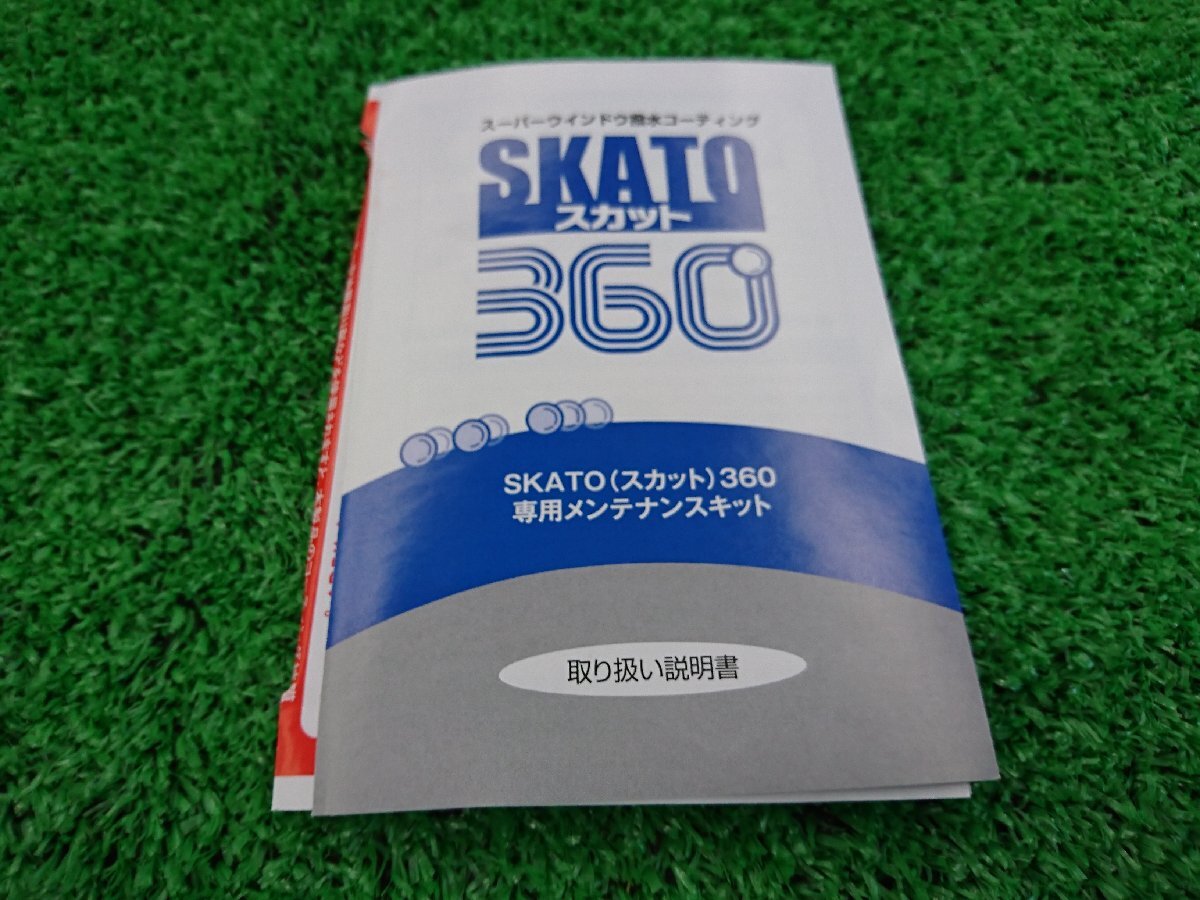 スーパーウインドウ撥水コーティング
SKATO
スカット
360
SKATO(スカット)360
専用メンテナンスキット
取り扱い説明書